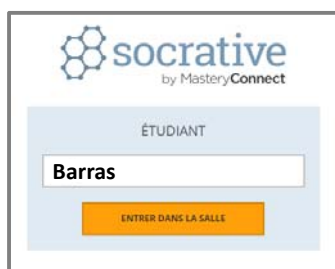 socrative
by MasteryConnect
ÉTUDIANT
Barras
ENTRER DANS LA SALLE